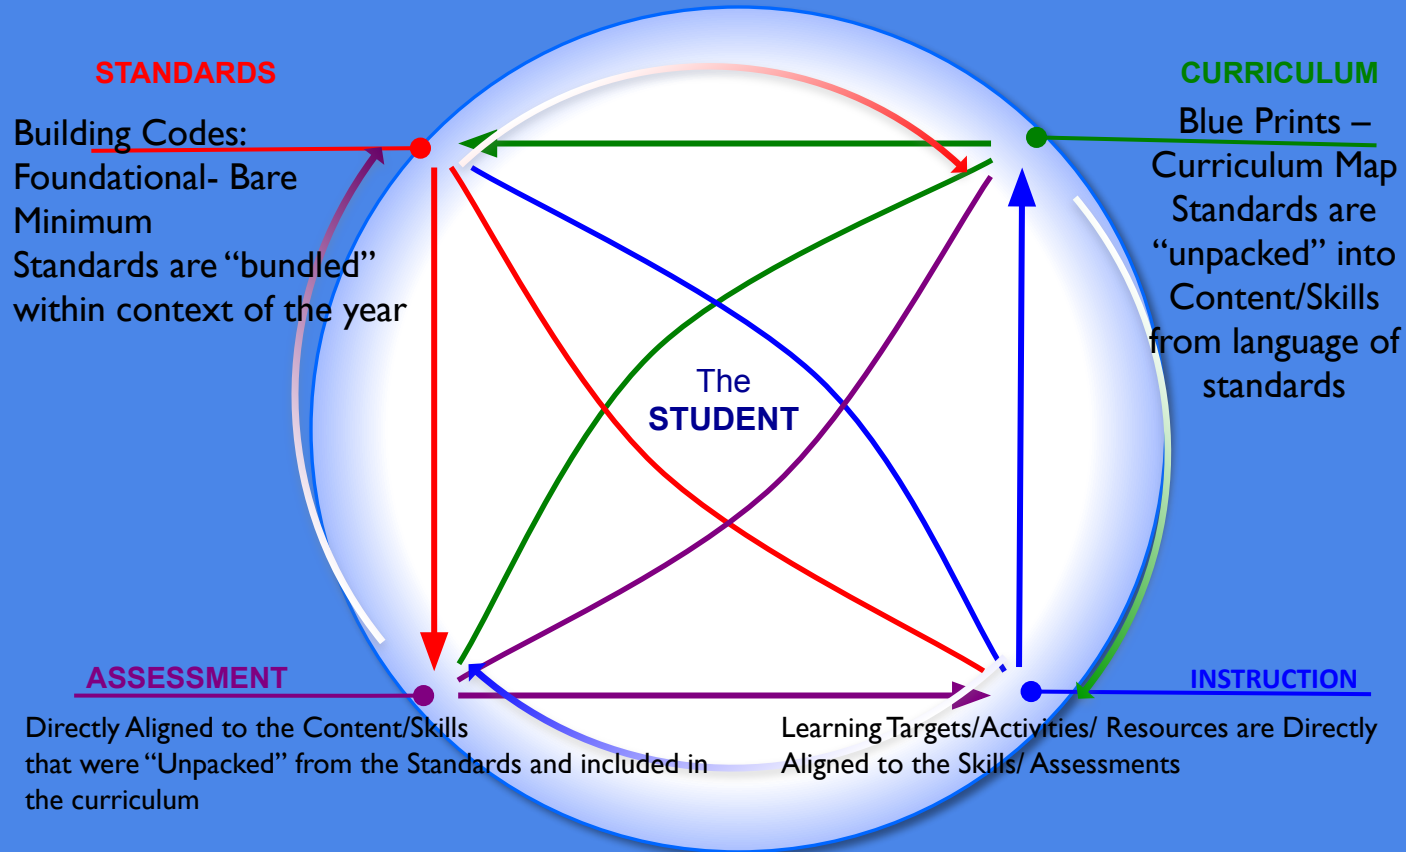 STANDARDS
Building Codes:
Foundational- Bare
Minimum
Standards are “bundled”
within context of the year
CURRICULUM
Blue Prints –
Curriculum Map
Standards are
“unpacked” into
Content/Skills
from language of
standards
The
STUDENT
ASSESSMENT
Directly Aligned to the Content/Skills
that were “Unpacked” from the Standards and included in
the curriculum
INSTRUCTION
Learning Targets/Activities/ Resources are Directly
Aligned to the Skills/ Assessments